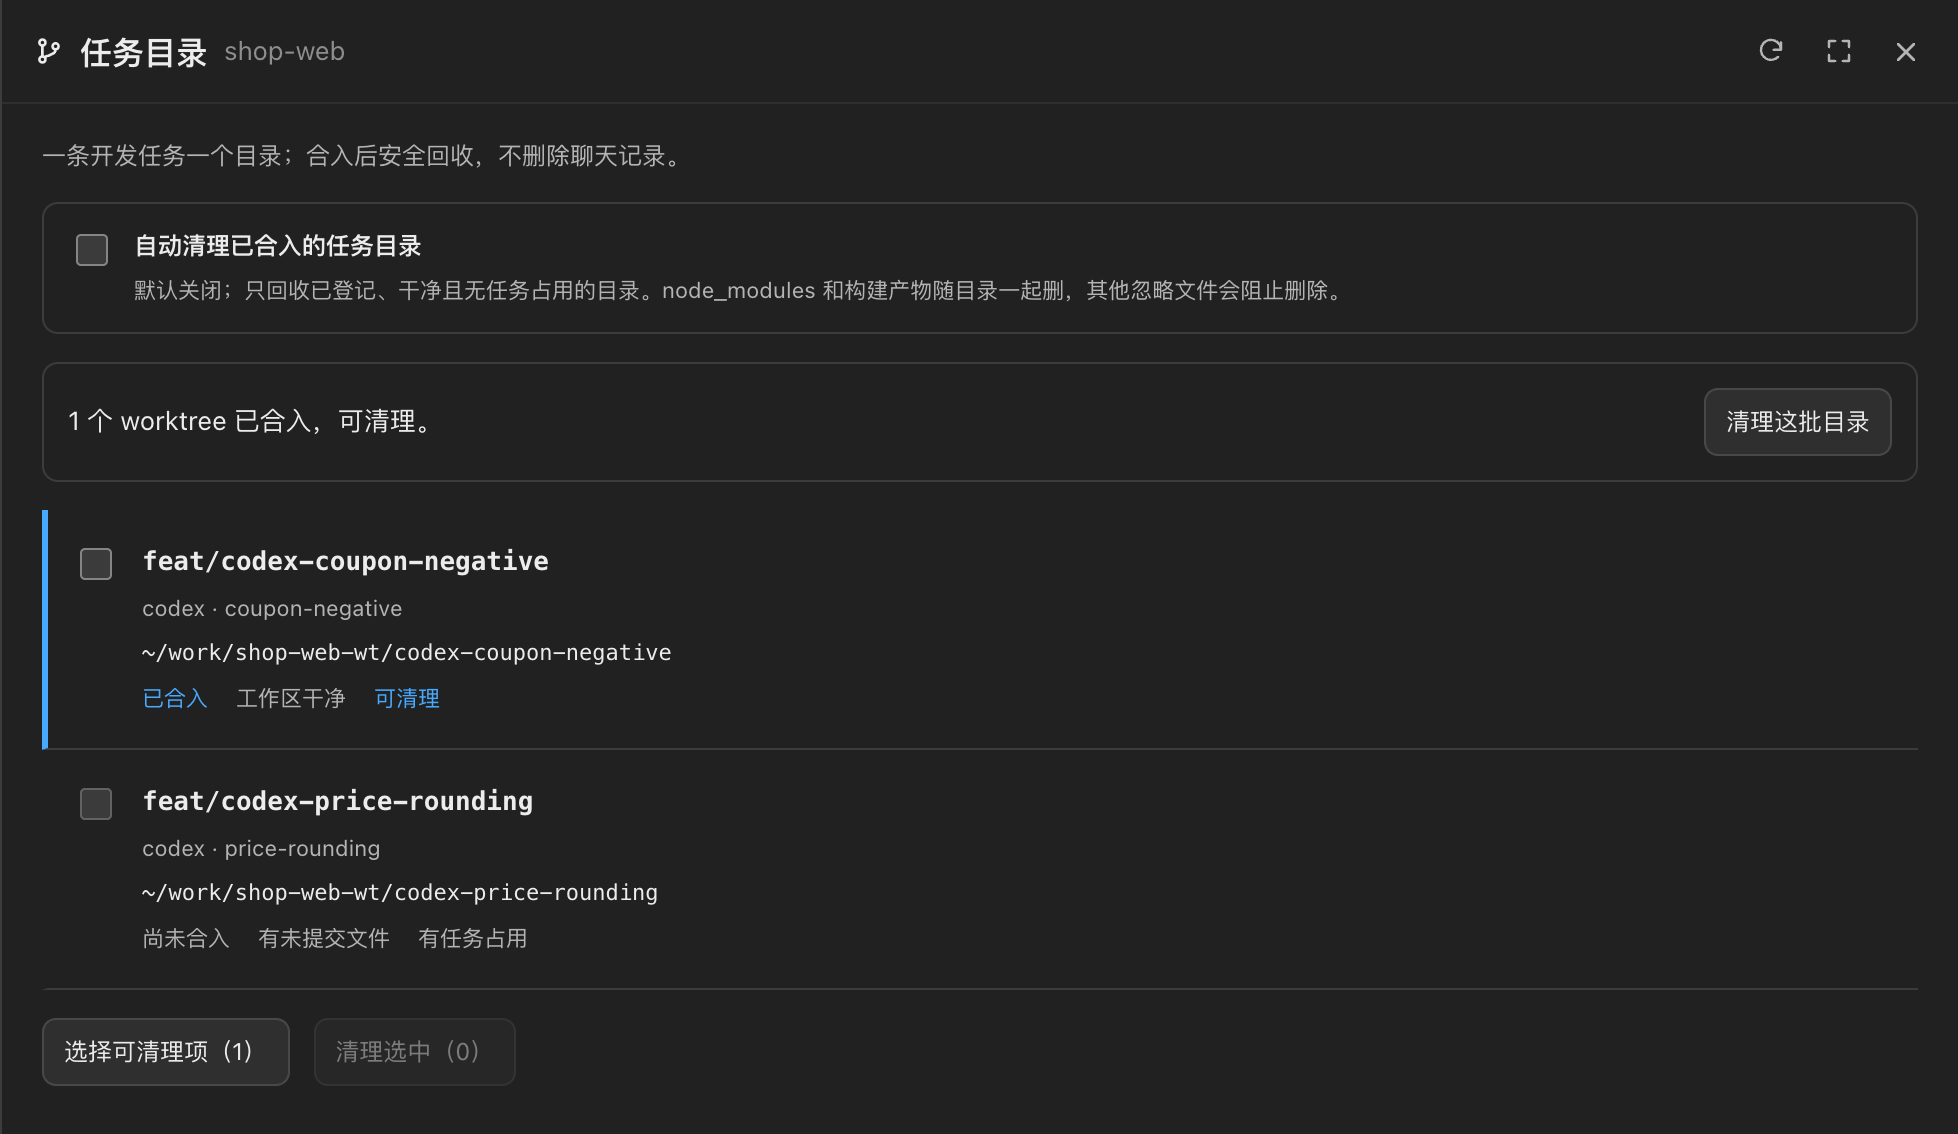 任务目录 shop-web
一条开发任务一个目录；合入后安全回收，不删除聊天记录。
自动清理已合入的任务目录
默认关闭；只回收已登记、干净且无任务占用的目录。node_modules 和构建产物随目录一起删，其他忽略文件会阻止删除。
1 个 worktree 已合入，可清理。
清理这批目录
feat/codex-coupon-negative
codex · coupon-negative
~/work/shop-web-wt/codex-coupon-negative
已合入 工作区干净 可清理
feat/codex-price-rounding
codex · price-rounding
~/work/shop-web-wt/codex-price-rounding
尚未合入 有未提交文件 有任务占用
选择可清理项（1） 清理选中（0）